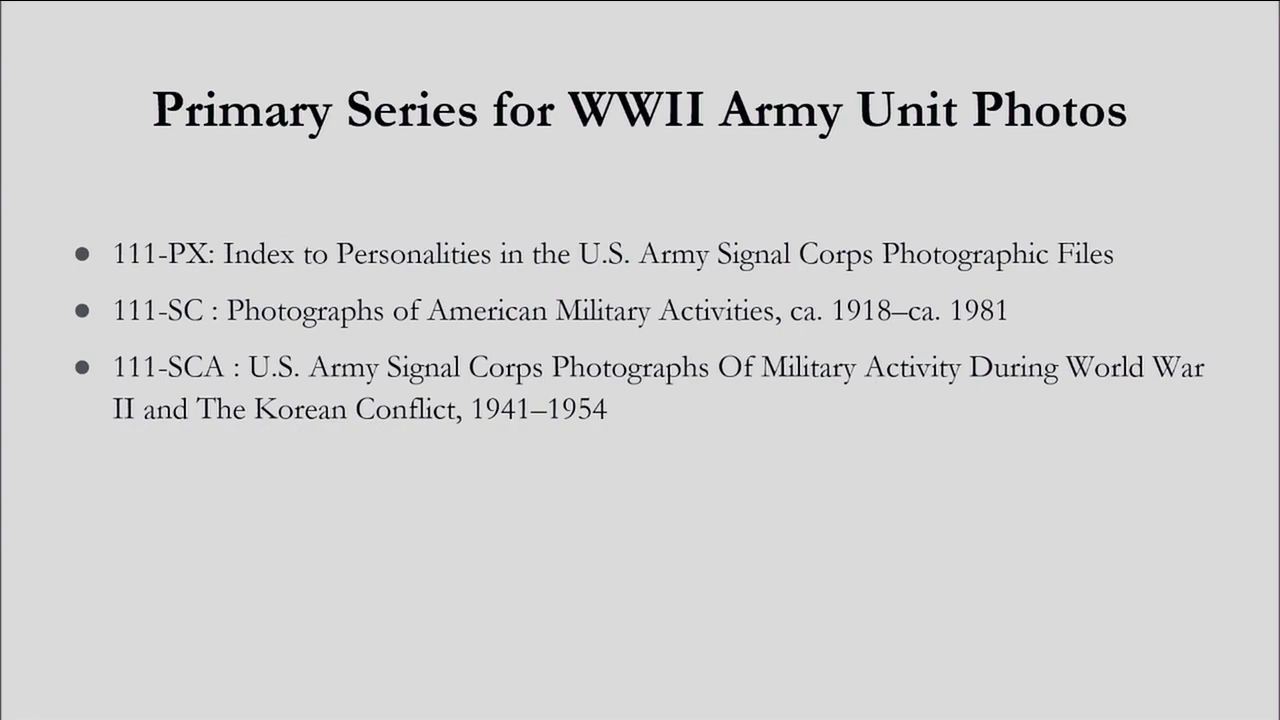 Primary Series for WWII Army Unit Photos
● 111-PX: Index to Personalities in the U.S. Army Signal Corps Photographic Files
● 111-SC : Photographs of American Military Activities, ca. 1918–ca. 1981
● 111-SCA : U.S. Army Signal Corps Photographs Of Military Activity During World War
II and The Korean Conflict, 1941–1954